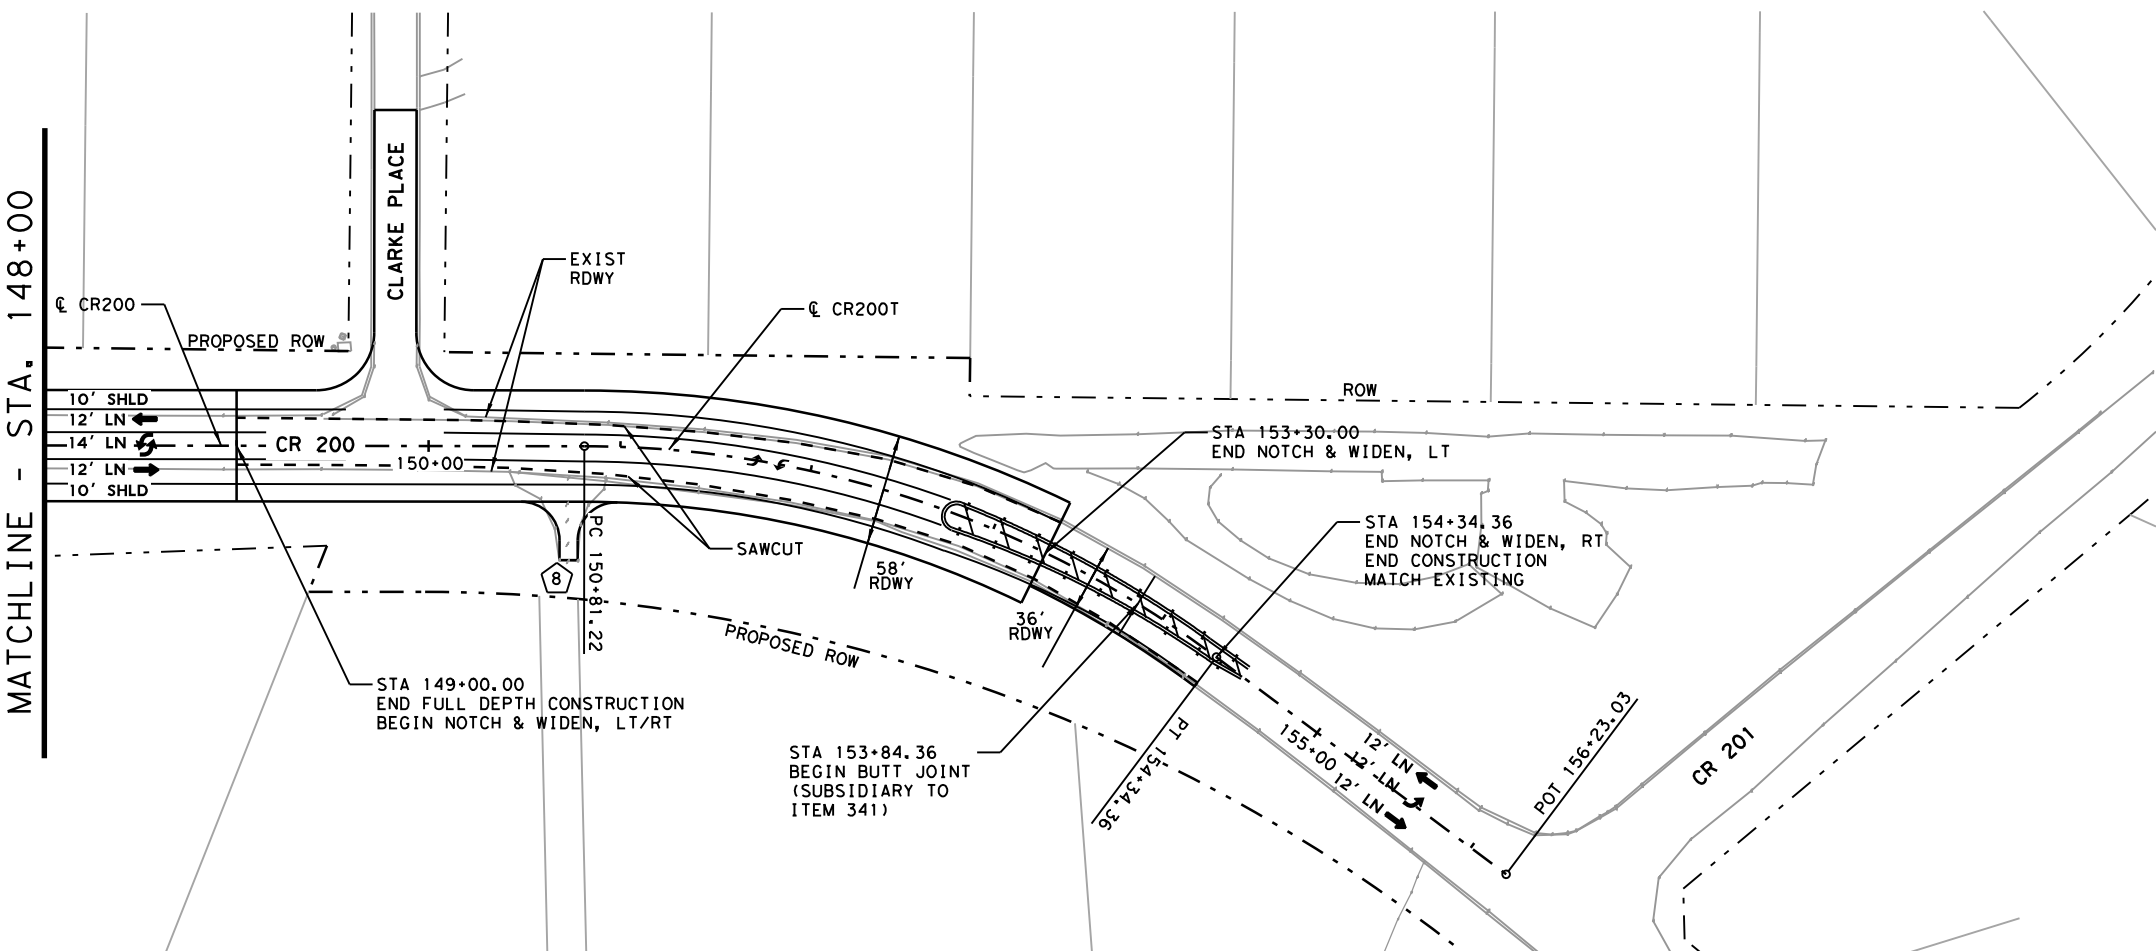 MATCHLINE - STA. 148+00
CLARKE PLACE
℄ CR200
PROPOSED ROW
EXIST
RDWY
℄ CR200T
ROW
10' SHLD
12' LN
14' LN
12' LN
10' SHLD
CR 200
150+00
PC 150+81.22
8
SAWCUT
58'
RDWY
36'
RDWY
PROPOSED ROW
STA 149+00.00
END FULL DEPTH CONSTRUCTION
BEGIN NOTCH & WIDEN, LT/RT
STA 153+30.00
END NOTCH & WIDEN, LT
STA 154+34.36
END NOTCH & WIDEN, RT
END CONSTRUCTION
MATCH EXISTING
STA 153+84.36
BEGIN BUTT JOINT
(SUBSIDIARY TO
ITEM 341)
PT 154+34.36
155+00
12' LN
12' LN
12' LN
POT 156+23.03
CR 201